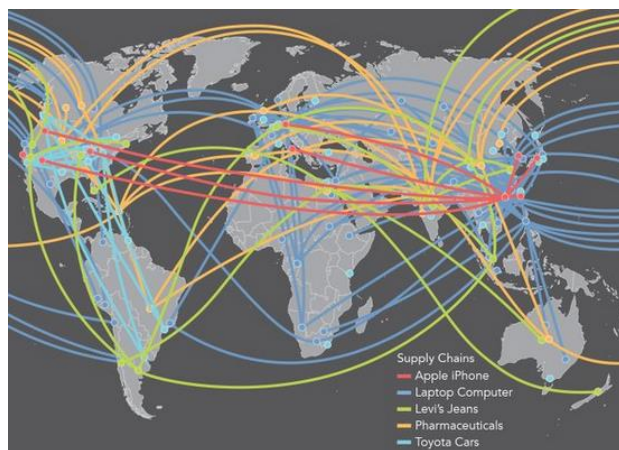 Supply Chains
Apple iPhone
Laptop Computer
Levi's Jeans
Pharmaceuticals
Toyota Cars